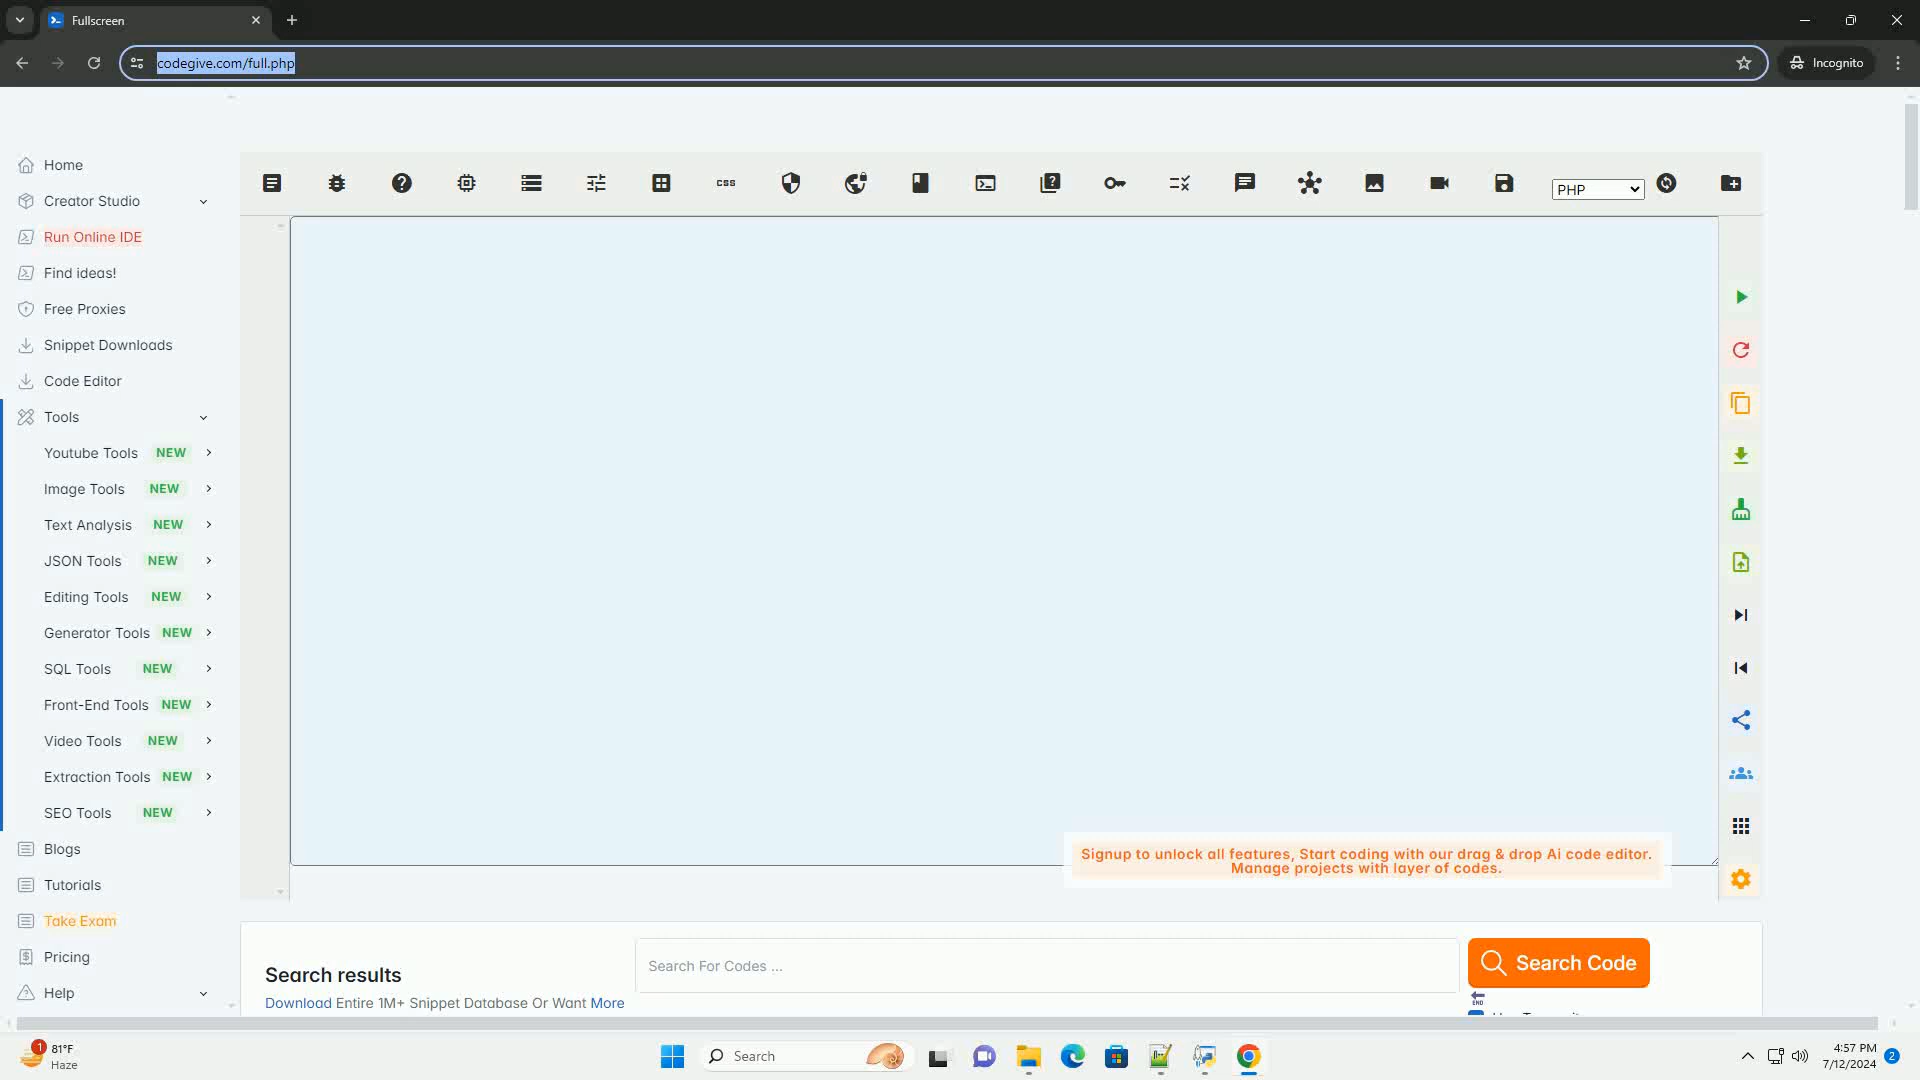 Fullscreen
codegive.com/full.php
Incognito
Home
Creator Studio
Run Online IDE
Find ideas!
Free Proxies
Snippet Downloads
Code Editor
Tools
Youtube Tools NEW
Image Tools NEW
Text Analysis NEW
JSON Tools NEW
Editing Tools NEW
Generator Tools NEW
SQL Tools NEW
Front-End Tools NEW
Video Tools NEW
Extraction Tools NEW
SEO Tools NEW
Blogs
Tutorials
Take Exam
Pricing
Help
css
PHP
Signup to unlock all features, Start coding with our drag & drop Ai code editor.
Manage projects with layer of codes.
Search results
Search For Codes ...
Search Code
Download Entire 1M+ Snippet Database Or Want More
END
1
81°F
Haze
Search
4:57 PM
7/12/2024
2